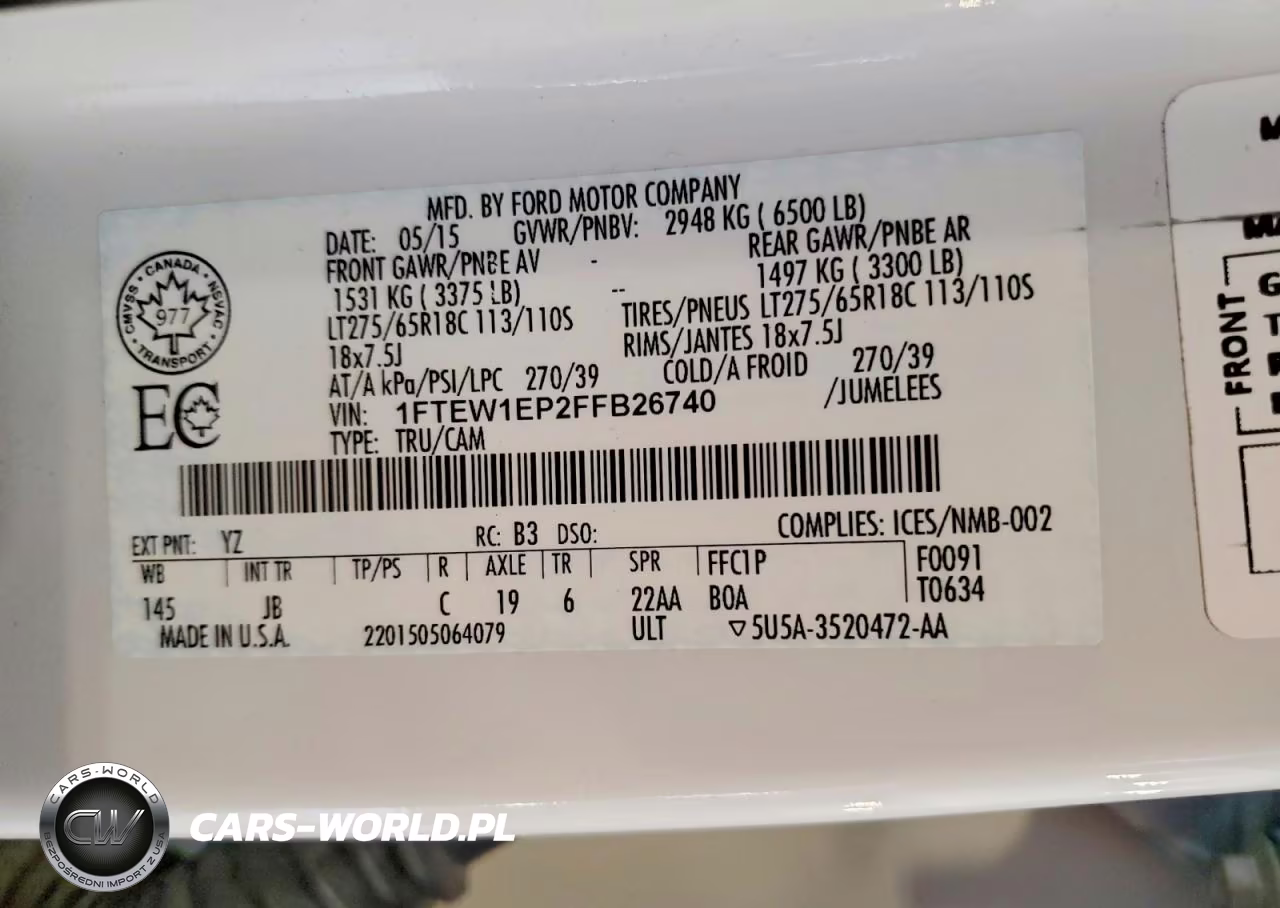 MFD. BY FORD MOTOR COMPANY
DATE: 05/15 GVWR/PNBV: 2948 KG ( 6500 LB)
FRONT GAWR/PNBE AV - REAR GAWR/PNBE AR
1531 KG ( 3375 LB) -- 1497 KG ( 3300 LB)
LT275/65R18C 113/110S TIRES/PNEUS LT275/65R18C 113/110S
18x7.5J RIMS/JANTES 18x7.5J
AT/A kPa/PSI/LPC 270/39 COLD/A FROID 270/39
VIN: 1FTEW1EP2FFB26740 /JUMELEES
TYPE: TRU/CAM
CANADA
CMVSS 977 NSVAC
TRANSPORT
EC
EXT PNT: YZ RC: B3 DSO: COMPLIES: ICES/NMB-002
WB INT TR TP/PS R AXLE TR SPR FFC1P F0091
145 JB C 19 6 22AA BOA T0634
MADE IN U.S.A. 2201505064079 ULT ▽5U5A-3520472-AA
FRONT
CARS-WORLD
CW
BEZPOŚREDNI IMPORT Z USA
CARS-WORLD.PL